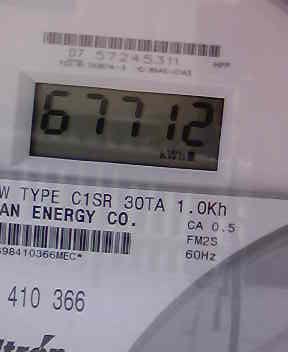 07 57245311
67712
kWh
W TYPE C1SR 30TA 1.0Kh
AN ENERGY CO.
CA 0.5
FM2S
60Hz
698410366MEC*
410 366